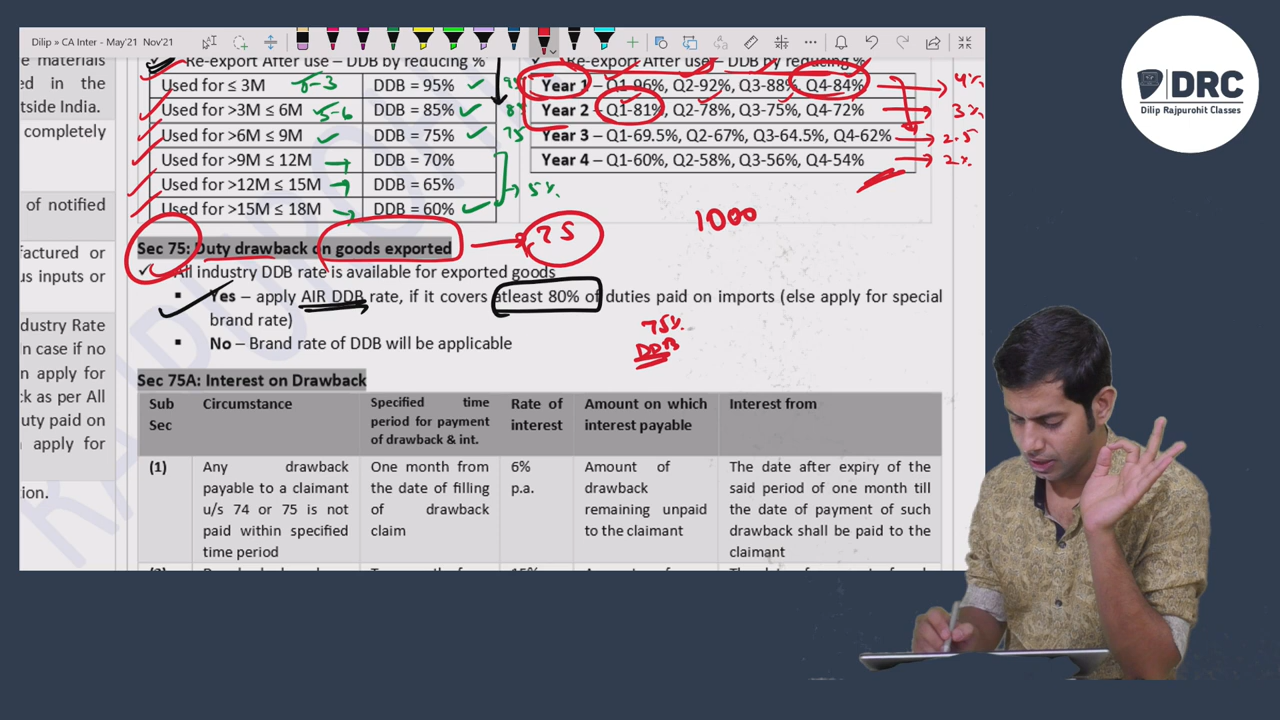 Dilip > CA Inter - May'21 Nov'21
DRC
Dilip Rajpurohit Classes
e materials
ed in the
tside India.
completely
of notified
factured or
us inputs or
dustry Rate
n case if no
n apply for
ck as per All
uty paid on
apply for
ion.
Re-export After use – DDB by reducing %
Used for ≤ 3M 0-3 DDB = 95%
Used for >3M ≤ 6M 5-6 DDB = 85%
Used for >6M ≤ 9M DDB = 75% 75
Used for >9M ≤ 12M DDB = 70%
Used for >12M ≤ 15M DDB = 65% 5%
Used for >15M ≤ 18M DDB = 60%
Re-export After use – DDB by reducing %
Year 1 – Q1-96%, Q2-92%, Q3-88%, Q4-84% 4%
Year 2 – Q1-81%, Q2-78%, Q3-75%, Q4-72% 3%
Year 3 – Q1-69.5%, Q2-67%, Q3-64.5%, Q4-62% 2.5
Year 4 – Q1-60%, Q2-58%, Q3-56%, Q4-54% 2%
1000
Sec 75: Duty drawback on goods exported 75
All industry DDB rate is available for exported goods
Yes – apply AIR DDB rate, if it covers atleast 80% of duties paid on imports (else apply for special
brand rate)
75%
DDB
No – Brand rate of DDB will be applicable
Sec 75A: Interest on Drawback
Sub Sec
Circumstance
Specified time period for payment of drawback & int.
Rate of interest
Amount on which interest payable
Interest from
(1)
Any drawback
payable to a claimant
u/s 74 or 75 is not
paid within specified
time period
One month from
the date of filling
of drawback
claim
6%
p.a.
Amount of
drawback
remaining unpaid
to the claimant
The date after expiry of the
said period of one month till
the date of payment of such
drawback shall be paid to the
claimant